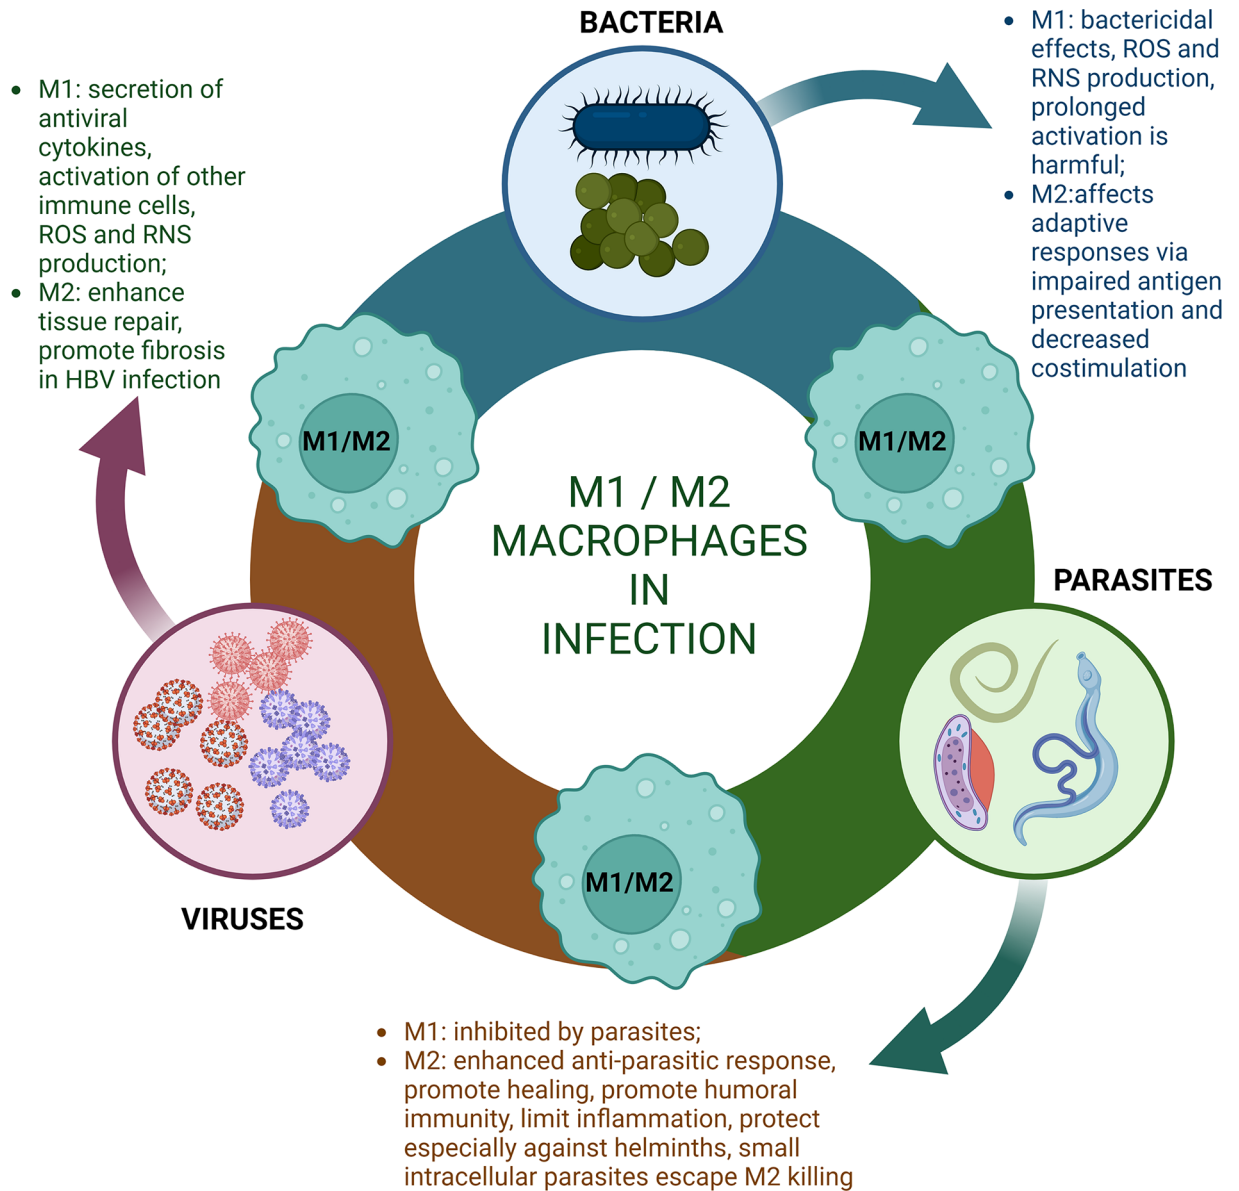 BACTERIA
• M1: bactericidal
effects, ROS and
RNS production,
prolonged
activation is
harmful;
• M2:affects
adaptive
responses via
impaired antigen
presentation and
decreased
costimulation
• M1: secretion of
antiviral
cytokines,
activation of other
immune cells,
ROS and RNS
production;
• M2: enhance
tissue repair,
promote fibrosis
in HBV infection
M1/M2
M1/M2
M1 / M2
MACROPHAGES
IN
INFECTION
PARASITES
M1/M2
VIRUSES
• M1: inhibited by parasites;
• M2: enhanced anti-parasitic response,
promote healing, promote humoral
immunity, limit inflammation, protect
especially against helminths, small
intracellular parasites escape M2 killing